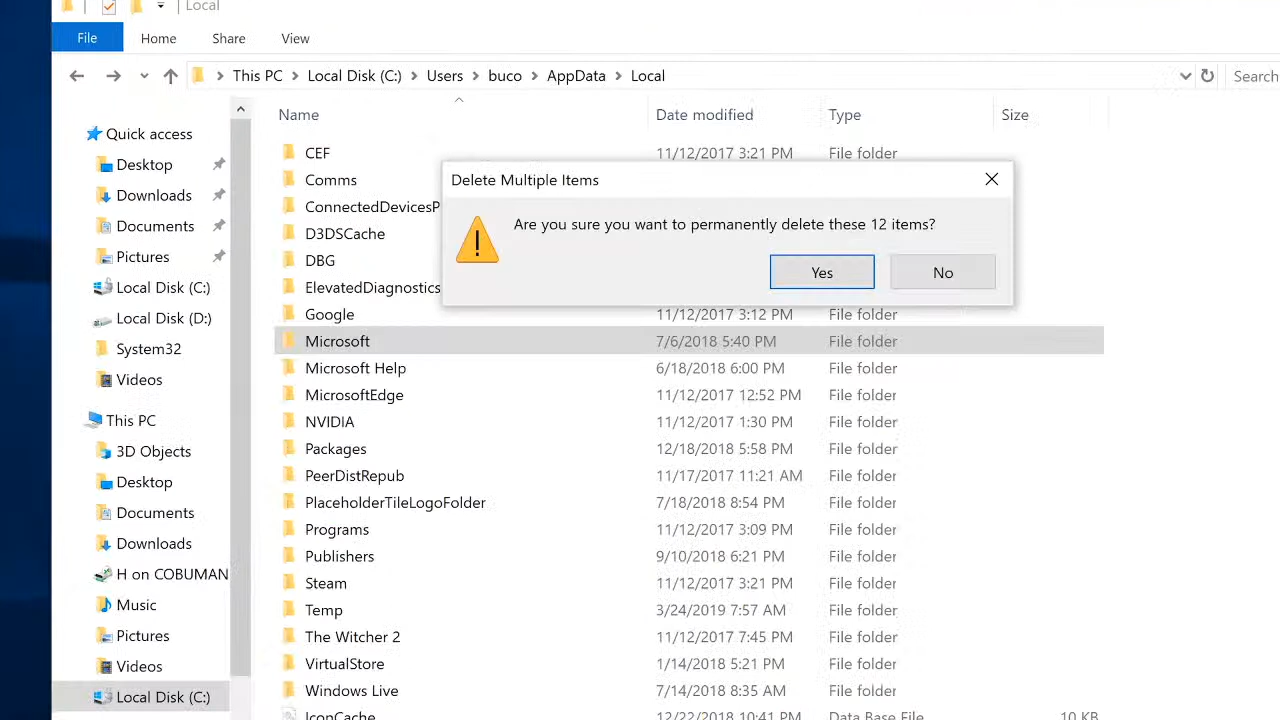 Local
File Home Share View
This PC Local Disk (C:) Users buco AppData Local Search
Name Date modified Type Size
Quick access
Desktop
Downloads
Documents
Pictures
Local Disk (C:)
Local Disk (D:)
System32
Videos
This PC
3D Objects
Desktop
Documents
Downloads
H on COBUMAN
Music
Pictures
Videos
Local Disk (C:)
CEF 11/12/2017 3:21 PM File folder
Comms
ConnectedDevicesP
D3DSCache
DBG
ElevatedDiagnostics
Google 11/12/2017 3:12 PM File folder
Microsoft 7/6/2018 5:40 PM File folder
Microsoft Help 6/18/2018 6:00 PM File folder
MicrosoftEdge 11/12/2017 12:52 PM File folder
NVIDIA 11/12/2017 1:30 PM File folder
Packages 12/18/2018 5:58 PM File folder
PeerDistRepub 11/17/2017 11:21 AM File folder
PlaceholderTileLogoFolder 7/18/2018 8:54 PM File folder
Programs 11/12/2017 3:09 PM File folder
Publishers 9/10/2018 6:21 PM File folder
Steam 11/12/2017 3:21 PM File folder
Temp 3/24/2019 7:57 AM File folder
The Witcher 2 11/12/2017 7:45 PM File folder
VirtualStore 1/14/2018 5:21 PM File folder
Windows Live 7/14/2018 8:35 AM File folder
IconCache 12/22/2018 10:41 PM Data Base File 10 KB
Delete Multiple Items
Are you sure you want to permanently delete these 12 items?
Yes No